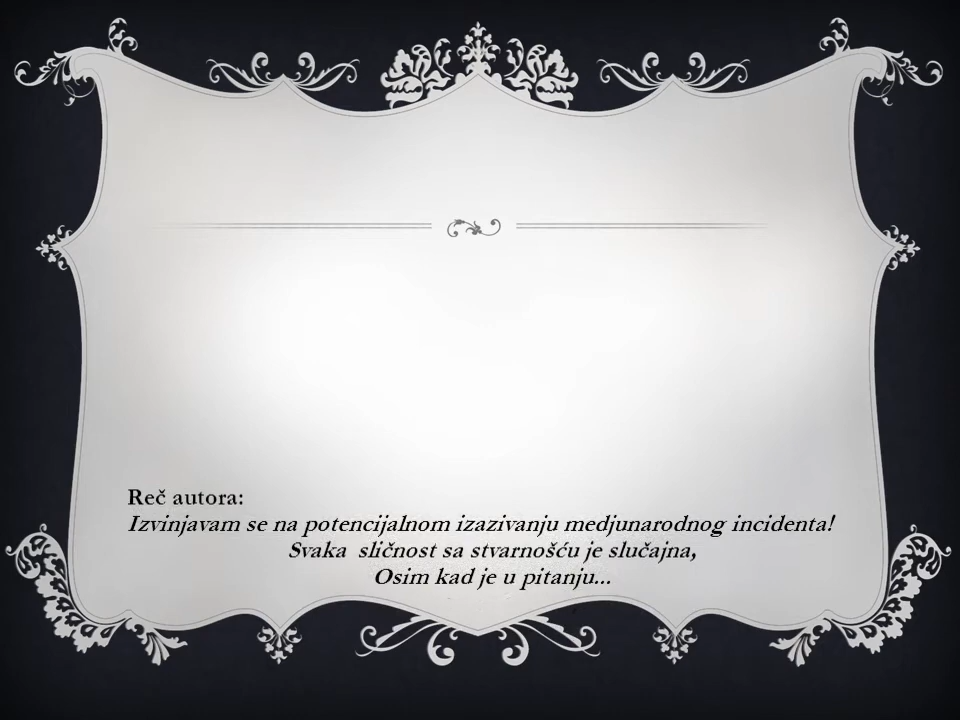 Reč autora:
Izvinjavam se na potencijalnom izazivanju medjunarodnog incidenta!
Svaka sličnost sa stvarnošću je slučajna,
Osim kad je u pitanju...